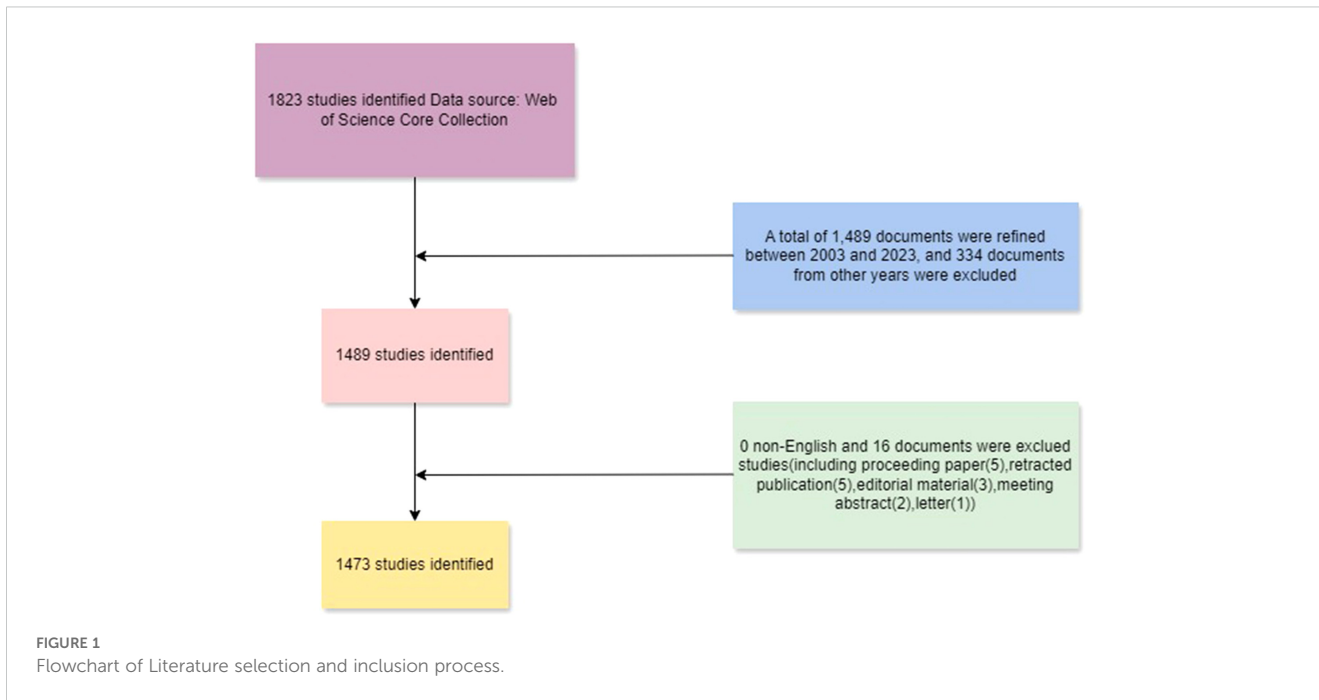 1823 studies identified Data source: Web
of Science Core Collection
A total of 1,489 documents were refined
between 2003 and 2023, and 334 documents
from other years were excluded
1489 studies identified
0 non-English and 16 documents were exclued
studies(including proceeding paper(5),retracted
publication(5),editorial material(3),meeting
abstract(2),letter(1))
1473 studies identified
FIGURE 1
Flowchart of Literature selection and inclusion process.